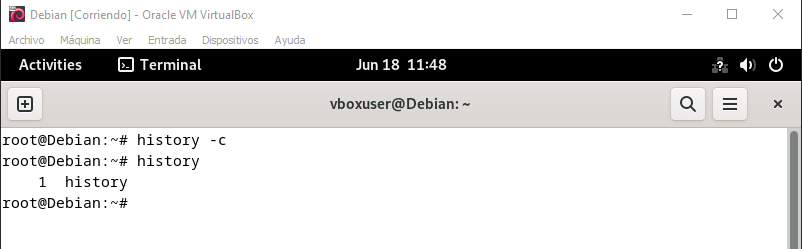 Debian [Corriendo] - Oracle VM VirtualBox
Archivo Máquina Ver Entrada Dispositivos Ayuda
Activities Terminal Jun 18 11:48
vboxuser@Debian: ~
root@Debian:~# history -c
root@Debian:~# history
1 history
root@Debian:~#